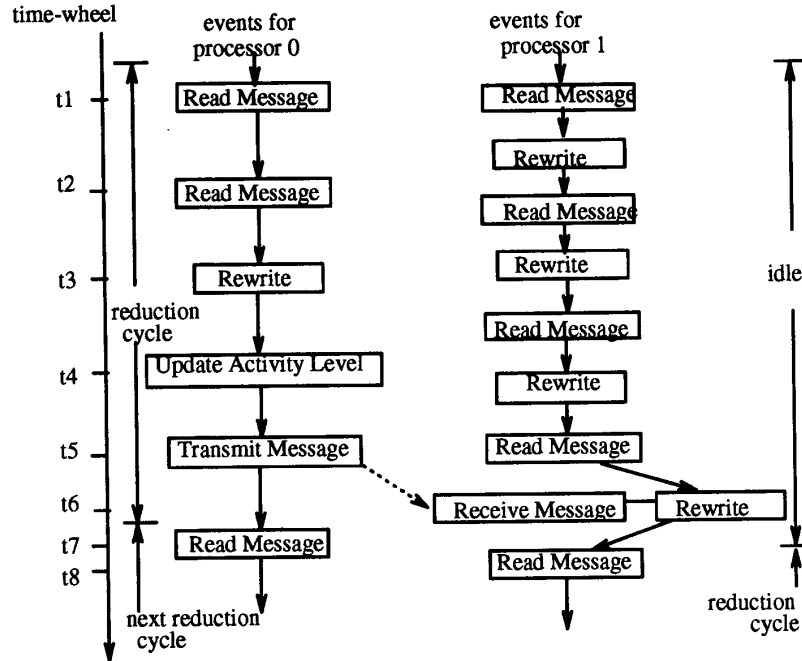 time-wheel
events for
processor 0
events for
processor 1
t1
Read Message
Read Message
Rewrite
t2
Read Message
Read Message
t3
Rewrite
Rewrite
idle
reduction
cycle
Read Message
t4
Update Activity Level
Rewrite
t5
Transmit Message
Read Message
t6
Receive Message
Rewrite
t7
Read Message
Read Message
t8
next reduction
cycle
reduction
cycle